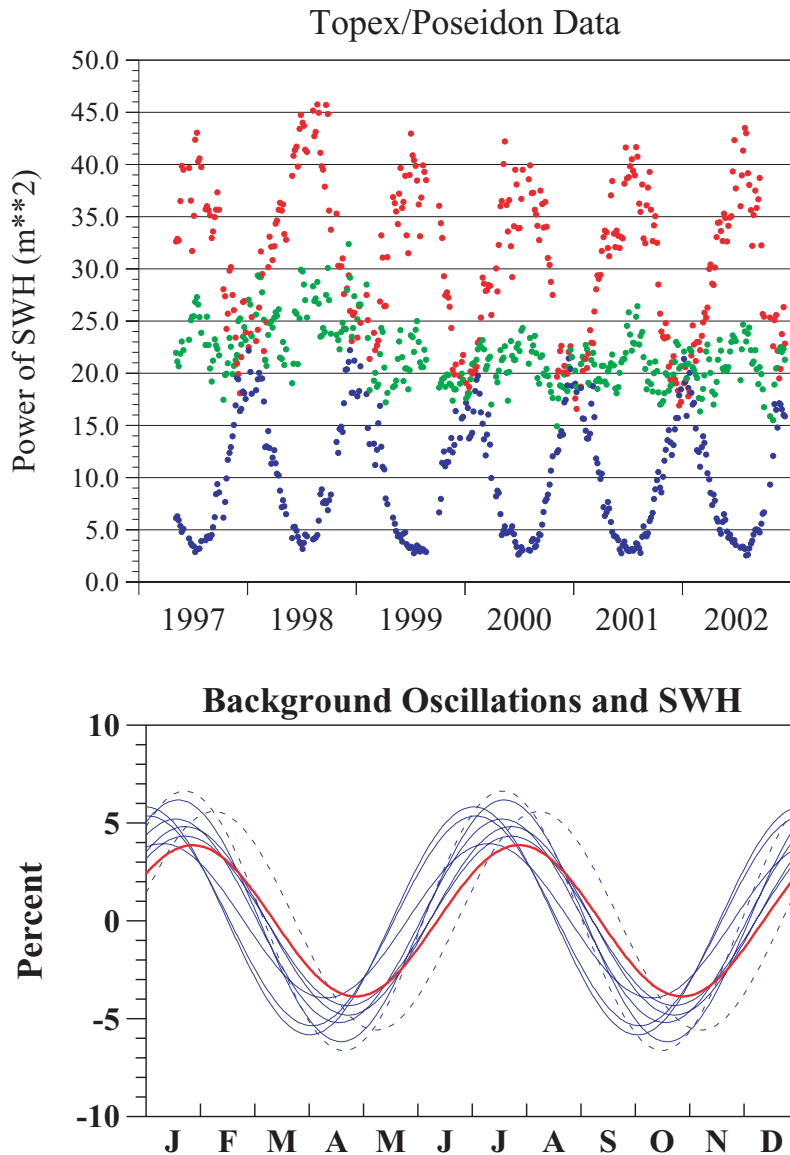 Topex/Poseidon Data
Power of SWH (m**2)
50.0
45.0
40.0
35.0
30.0
25.0
20.0
15.0
10.0
5.0
0.0
1997 1998 1999 2000 2001 2002
Background Oscillations and SWH
Percent
10
5
0
-5
-10
J F M A M J J A S O N D